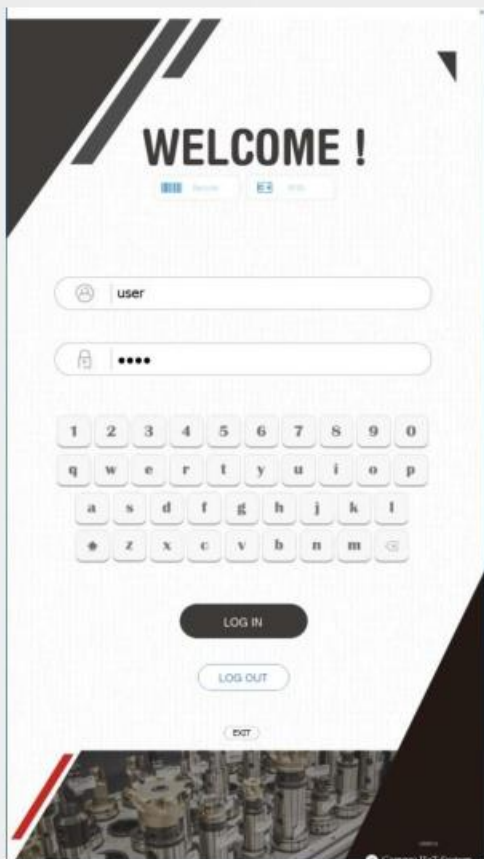 WELCOME !
user
••••
1 2 3 4 5 6 7 8 9 0
q w e r t y u i o p
a s d f g h j k l
z x c v b n m
LOG IN
LOG OUT
EXIT